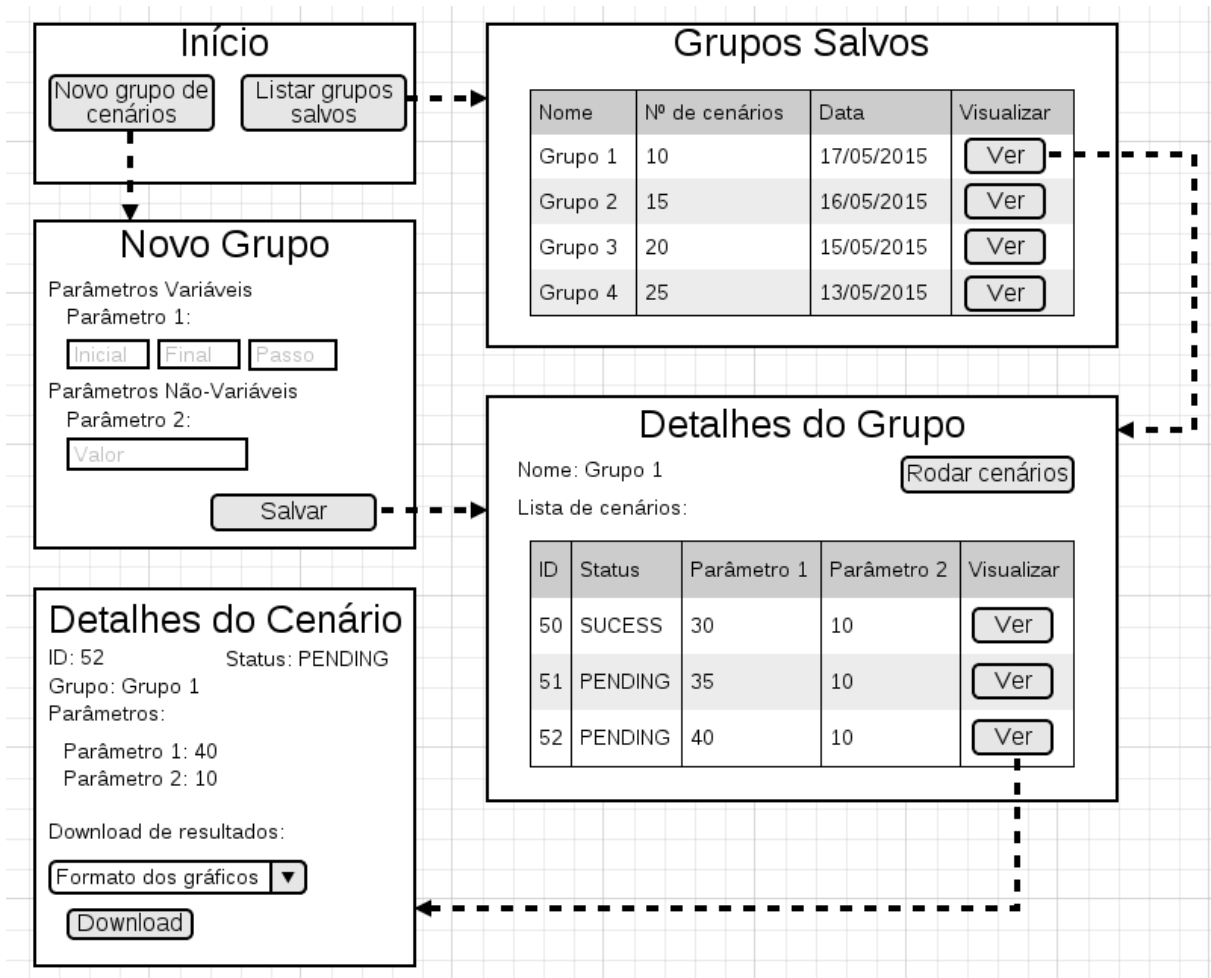 Início
Novo grupo de
cenários
Listar grupos
salvos
Grupos Salvos
Nome Nº de cenários Data Visualizar
Grupo 1 10 17/05/2015 Ver
Grupo 2 15 16/05/2015 Ver
Grupo 3 20 15/05/2015 Ver
Grupo 4 25 13/05/2015 Ver
Novo Grupo
Parâmetros Variáveis
Parâmetro 1:
Inicial Final Passo
Parâmetros Não-Variáveis
Parâmetro 2:
Valor
Salvar
Detalhes do Grupo
Nome: Grupo 1 Rodar cenários
Lista de cenários:
ID Status Parâmetro 1 Parâmetro 2 Visualizar
50 SUCESS 30 10 Ver
51 PENDING 35 10 Ver
52 PENDING 40 10 Ver
Detalhes do Cenário
ID: 52 Status: PENDING
Grupo: Grupo 1
Parâmetros:
Parâmetro 1: 40
Parâmetro 2: 10
Download de resultados:
Formato dos gráficos
Download